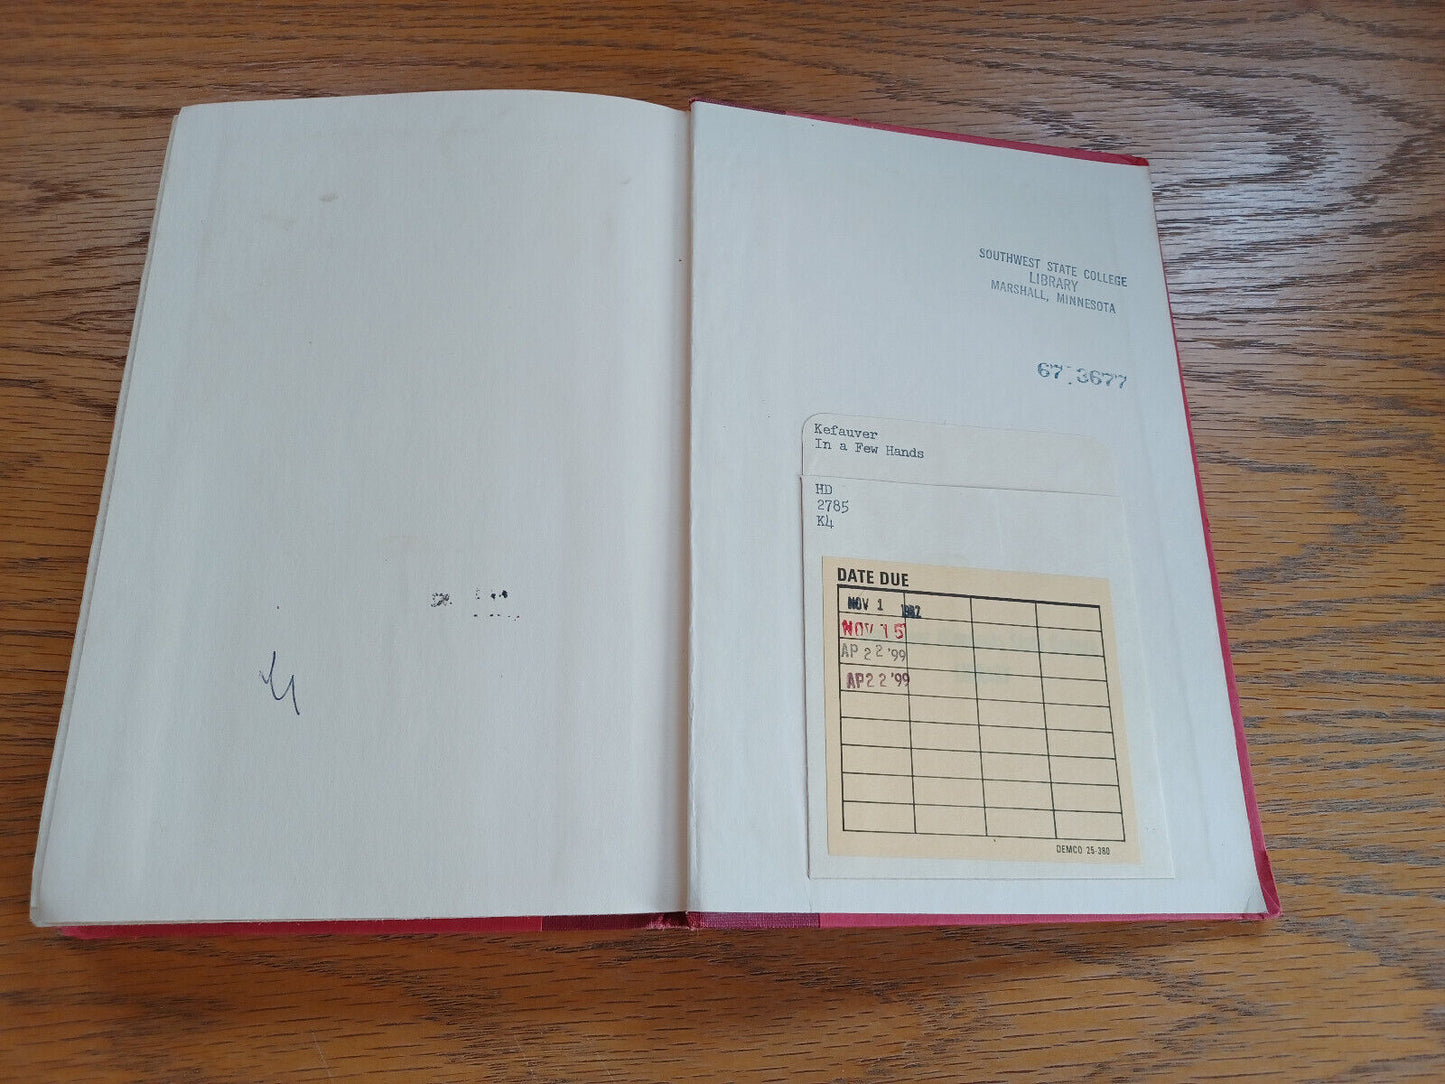 SOUTHWEST STATE COLLEGE
LIBRARY
MARSHALL, MINNESOTA
67-3677
Kefauver
In a Few Hands
HD
2785
K4
DATE DUE
NOV 1 1982
NOV 15
AP 22 '99
AP 22 '99
DEMCO 25-380